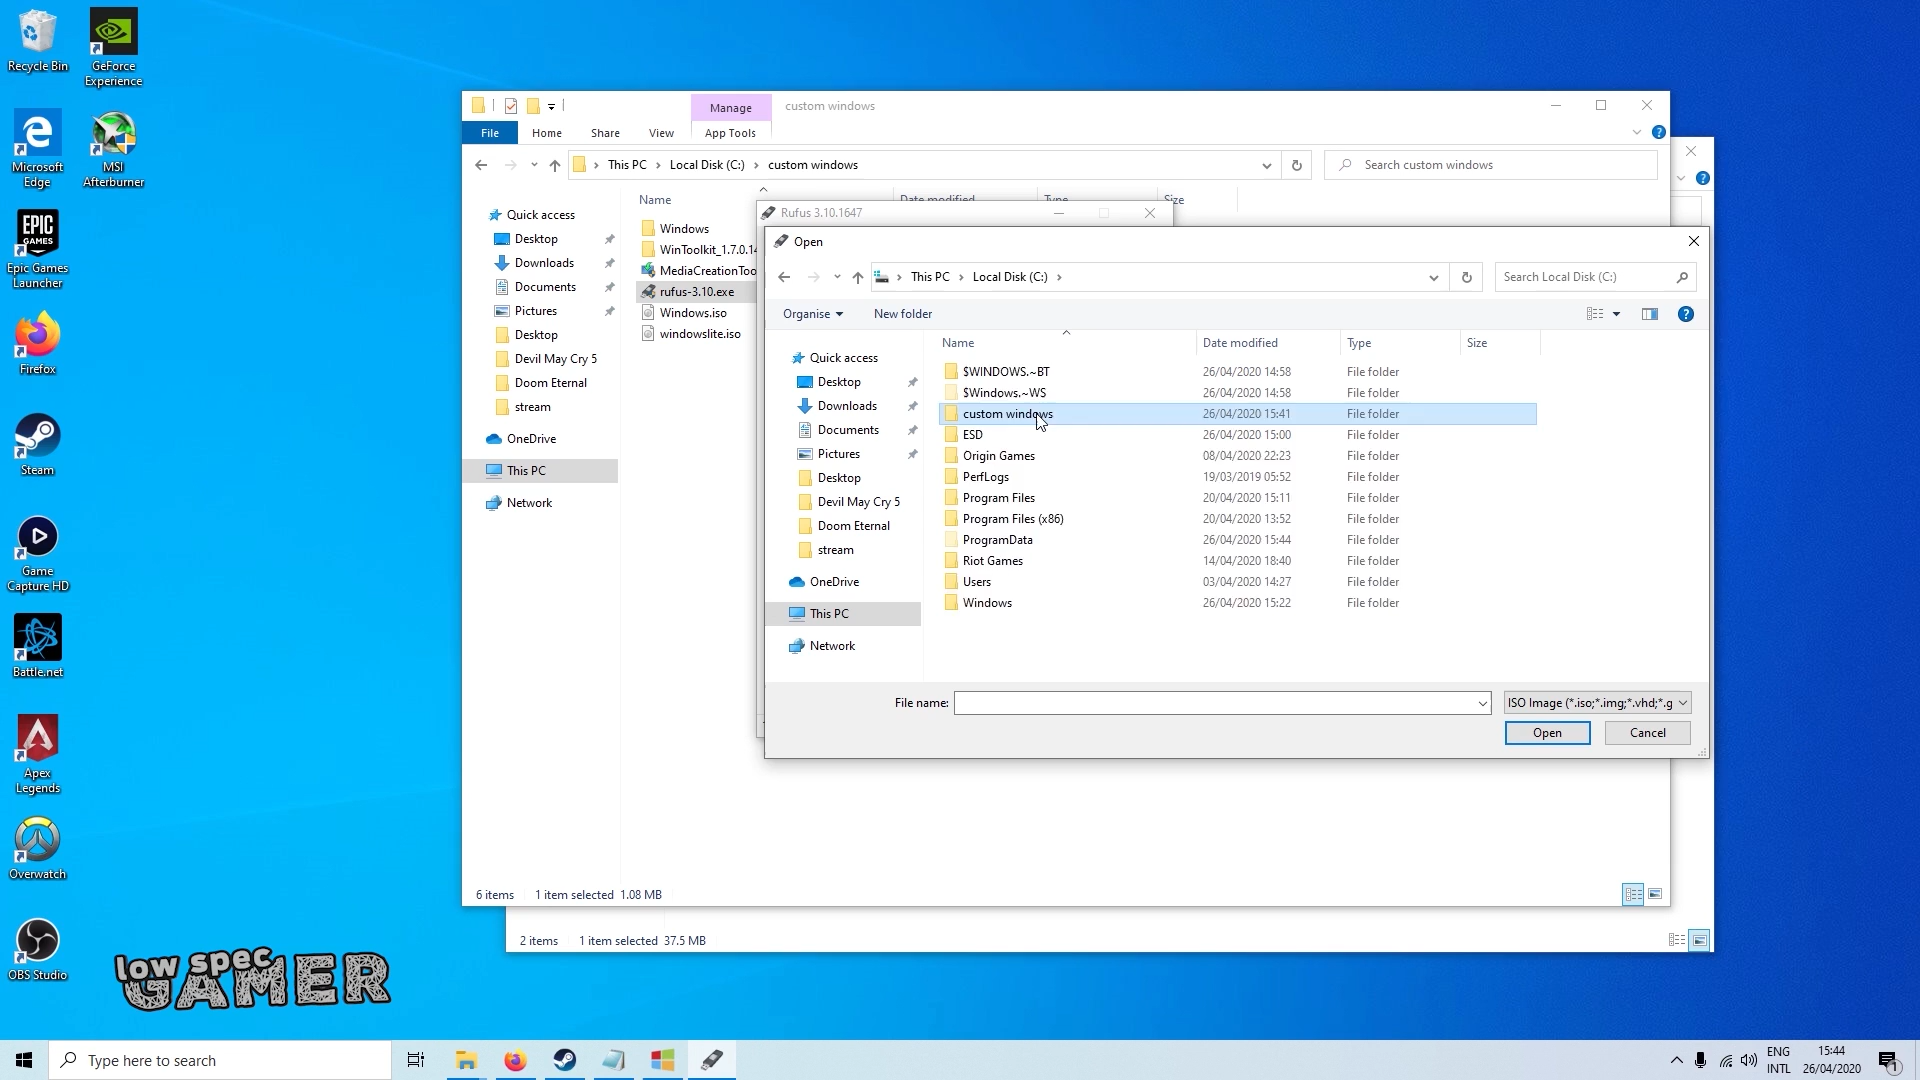 Recycle Bin
GeForce Experience
Microsoft Edge
MSI Afterburner
Epic Games Launcher
Firefox
Steam
Game Capture HD
Battle.net
Apex Legends
Overwatch
OBS Studio
low spec GAMER
Manage custom windows
File Home Share View App Tools
This PC Local Disk (C:) custom windows Search custom windows
Name Date modified Type Size
Quick access
Desktop
Downloads
Documents
Pictures
Desktop
Devil May Cry 5
Doom Eternal
stream
OneDrive
This PC
Network
Windows
WinToolkit_1.7.0.14
MediaCreationToo
rufus-3.10.exe
Windows.iso
windowslite.iso
6 items 1 item selected 1.08 MB
2 items 1 item selected 37.5 MB
Rufus 3.10.1647
Open
This PC Local Disk (C:) Search Local Disk (C:)
Organise New folder
Quick access
Desktop
Downloads
Documents
Pictures
Desktop
Devil May Cry 5
Doom Eternal
stream
OneDrive
This PC
Network
Name Date modified Type Size
$WINDOWS.~BT 26/04/2020 14:58 File folder
$Windows.~WS 26/04/2020 14:58 File folder
custom windows 26/04/2020 15:41 File folder
ESD 26/04/2020 15:00 File folder
Origin Games 08/04/2020 22:23 File folder
PerfLogs 19/03/2019 05:52 File folder
Program Files 20/04/2020 15:11 File folder
Program Files (x86) 20/04/2020 13:52 File folder
ProgramData 26/04/2020 15:44 File folder
Riot Games 14/04/2020 18:40 File folder
Users 03/04/2020 14:27 File folder
Windows 26/04/2020 15:22 File folder
File name: ISO Image (*.iso;*.img;*.vhd;*.g
Open Cancel
Type here to search
ENG INTL
15:44
26/04/2020
1